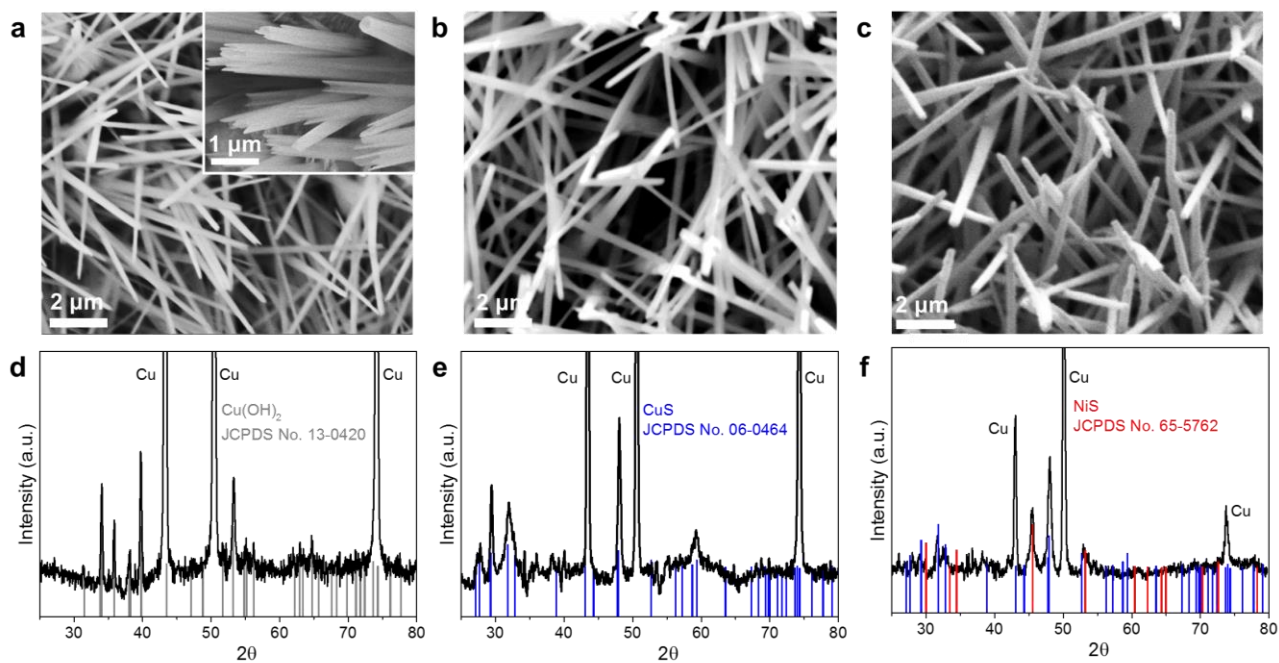 a
1 µm
2 µm
b
2 µm
c
2 µm
d
Cu
Cu
Cu
Cu(OH)₂
JCPDS No. 13-0420
Intensity (a.u.)
30 40 50 60 70 80
2θ
e
Cu
Cu
Cu
CuS
JCPDS No. 06-0464
Intensity (a.u.)
30 40 50 60 70 80
2θ
f
Cu
Cu
Cu
NiS
JCPDS No. 65-5762
Intensity (a.u.)
30 40 50 60 70 80
2θ